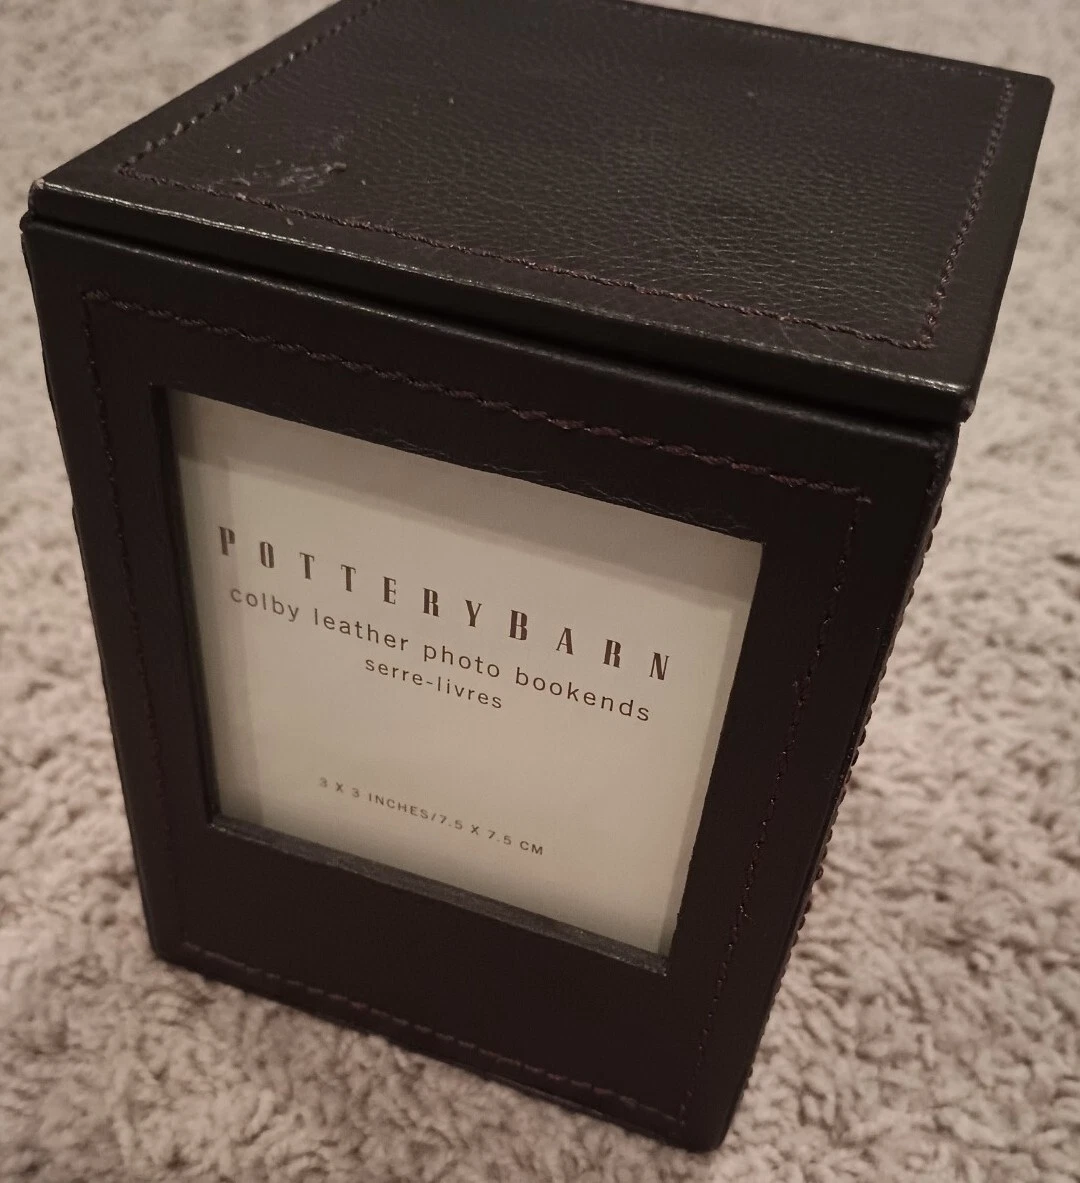 POTTERYBARN
colby leather photo bookends
serre-livres
3 X 3 INCHES/7.5 X 7.5 CM